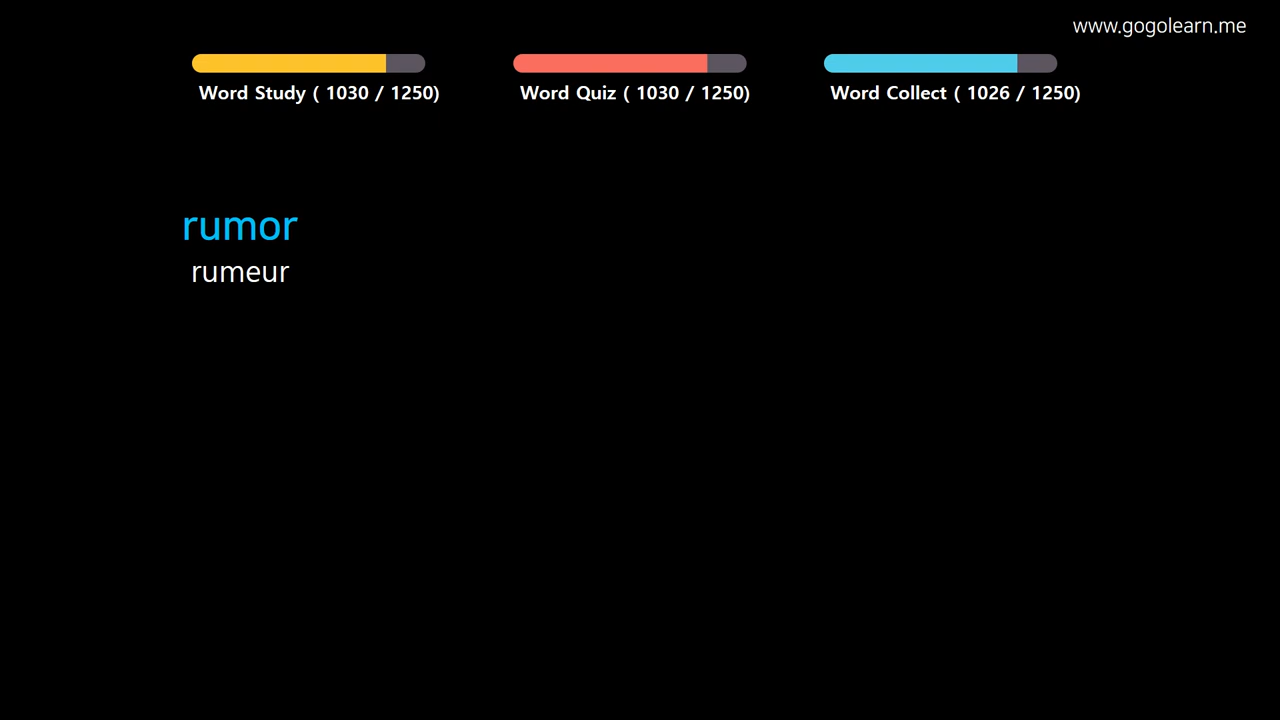 www.gogolearn.me
Word Study ( 1030 / 1250)
Word Quiz ( 1030 / 1250)
Word Collect ( 1026 / 1250)
rumor
rumeur